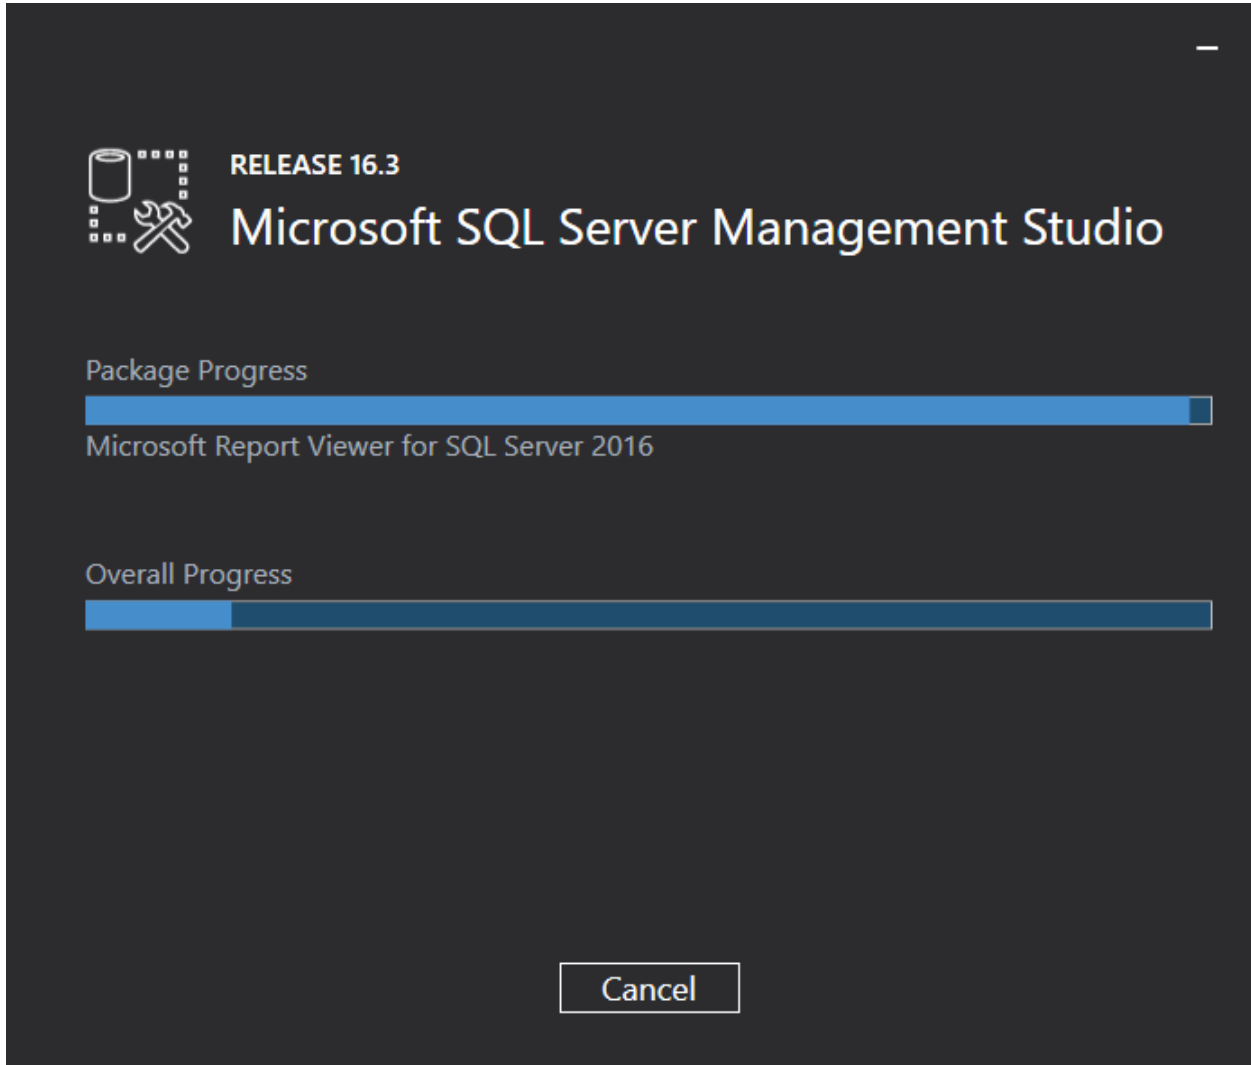 RELEASE 16.3
Microsoft SQL Server Management Studio
Package Progress
Microsoft Report Viewer for SQL Server 2016
Overall Progress
Cancel